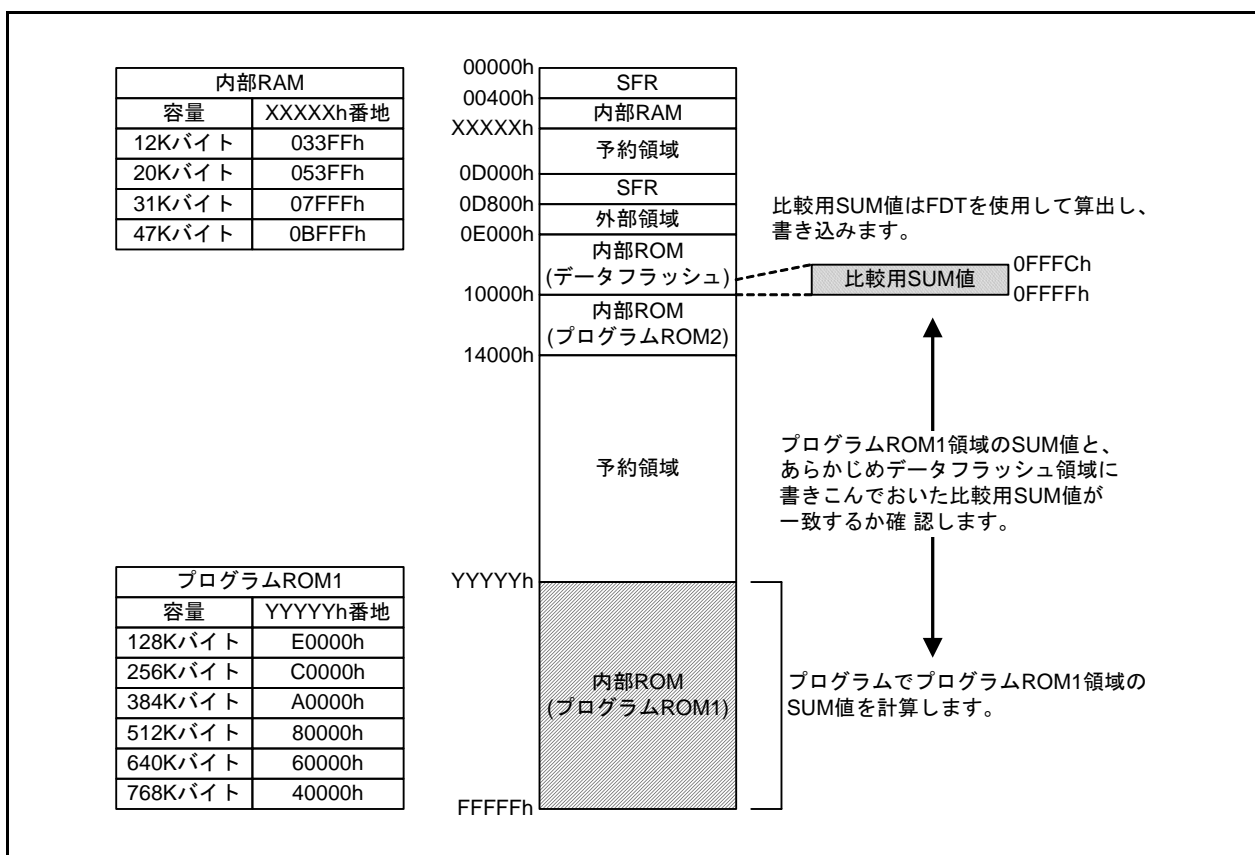 内部RAM
容量 XXXXXh番地
12Kバイト 033FFh
20Kバイト 053FFh
31Kバイト 07FFFh
47Kバイト 0BFFFh
00000h
SFR
00400h
内部RAM
XXXXXh
予約領域
0D000h
SFR
0D800h
外部領域
0E000h
内部ROM
(データフラッシュ)
10000h
内部ROM
(プログラムROM2)
14000h
予約領域
YYYYYh
内部ROM
(プログラムROM1)
FFFFFh
比較用SUM値はFDTを使用して算出し、
書き込みます。
0FFFCh
比較用SUM値
0FFFFh
プログラムROM1領域のSUM値と、
あらかじめデータフラッシュ領域に
書きこんでおいた比較用SUM値が
一致するか確 認します。
プログラムでプログラムROM1領域の
SUM値を計算します。
プログラムROM1
容量 YYYYYh番地
128Kバイト E0000h
256Kバイト C0000h
384Kバイト A0000h
512Kバイト 80000h
640Kバイト 60000h
768Kバイト 40000h